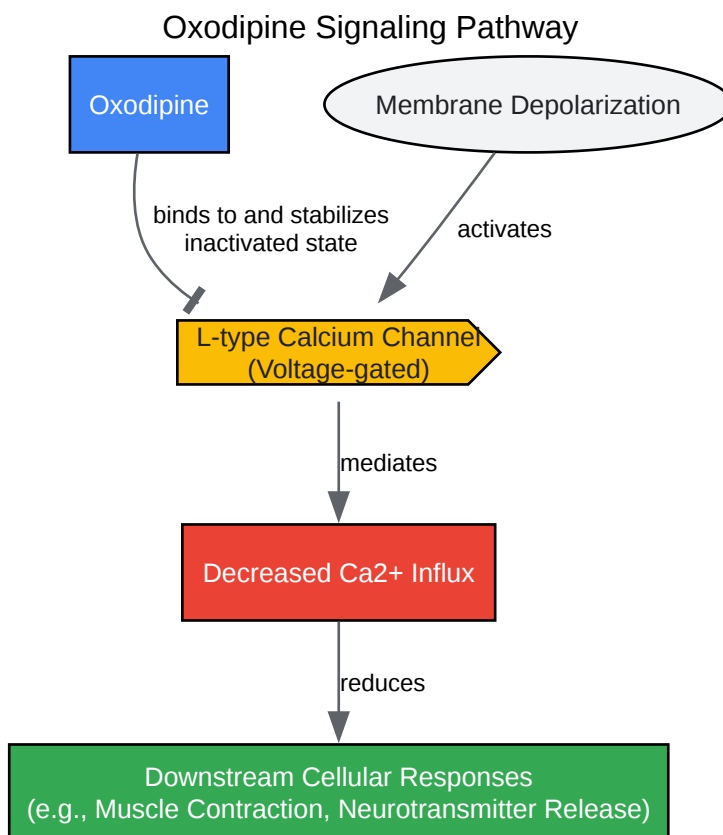 Oxodipine Signaling Pathway
Oxodipine
Membrane Depolarization
binds to and stabilizes
inactivated state
activates
L-type Calcium Channel
(Voltage-gated)
mediates
Decreased Ca2+ Influx
reduces
Downstream Cellular Responses
(e.g., Muscle Contraction, Neurotransmitter Release)